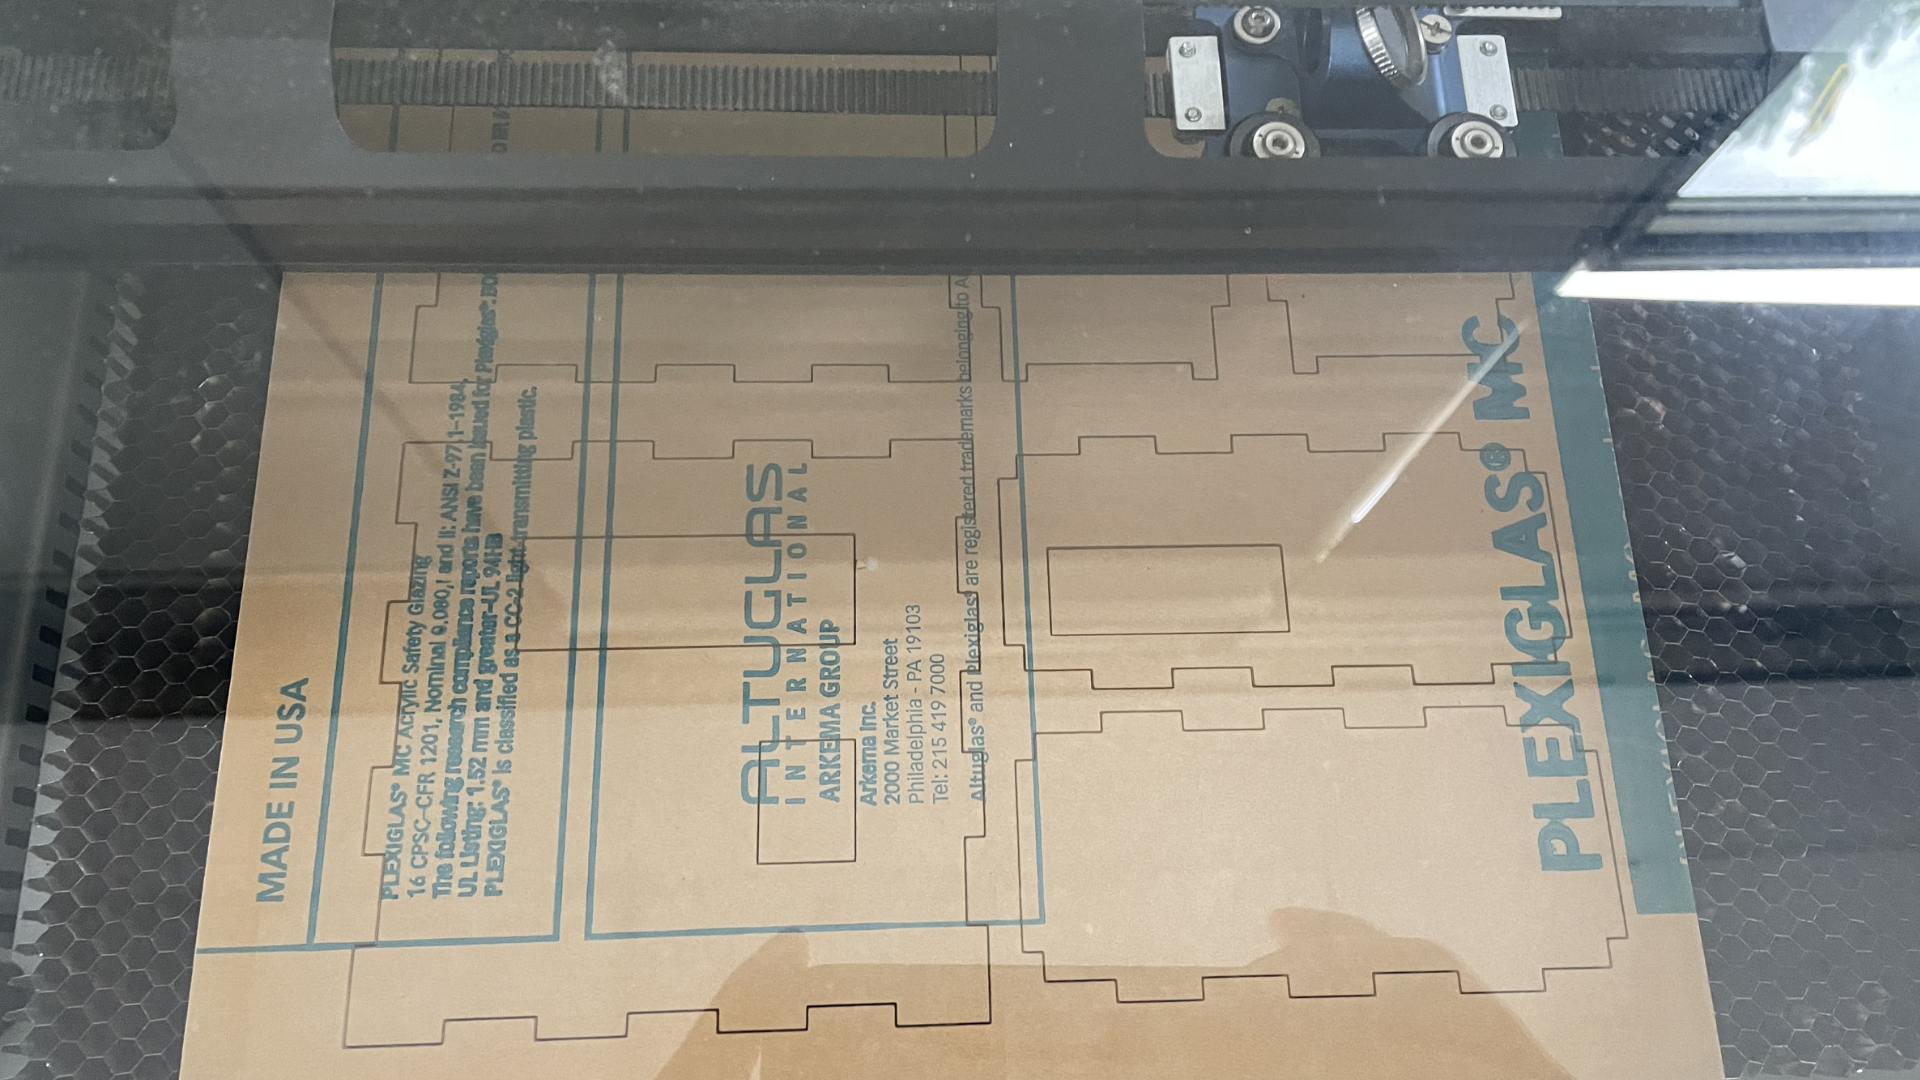 MADE IN USA
PLEXIGLAS® MC Acrylic Safety Glazing
16 CPSC-CFR 1201, Nominal 9.080,I and II: ANSI Z-97,1-1984,
The following research compliance reports have been issued for Plexiglas®:BO
UL Listing: 1.52 mm and greater-UL 94HB
PLEXIGLAS® is classified as a CC-2 light-transmitting plastic.
ALTUGLAS
INTERNATIONAL
ARKEMA GROUP
Arkema Inc.
2000 Market Street
Philadelphia - PA 19103
Tel: 215 419 7000
Altuglas® and Plexiglas® are registered trademarks belonging to A
PLEXIGLAS® MC